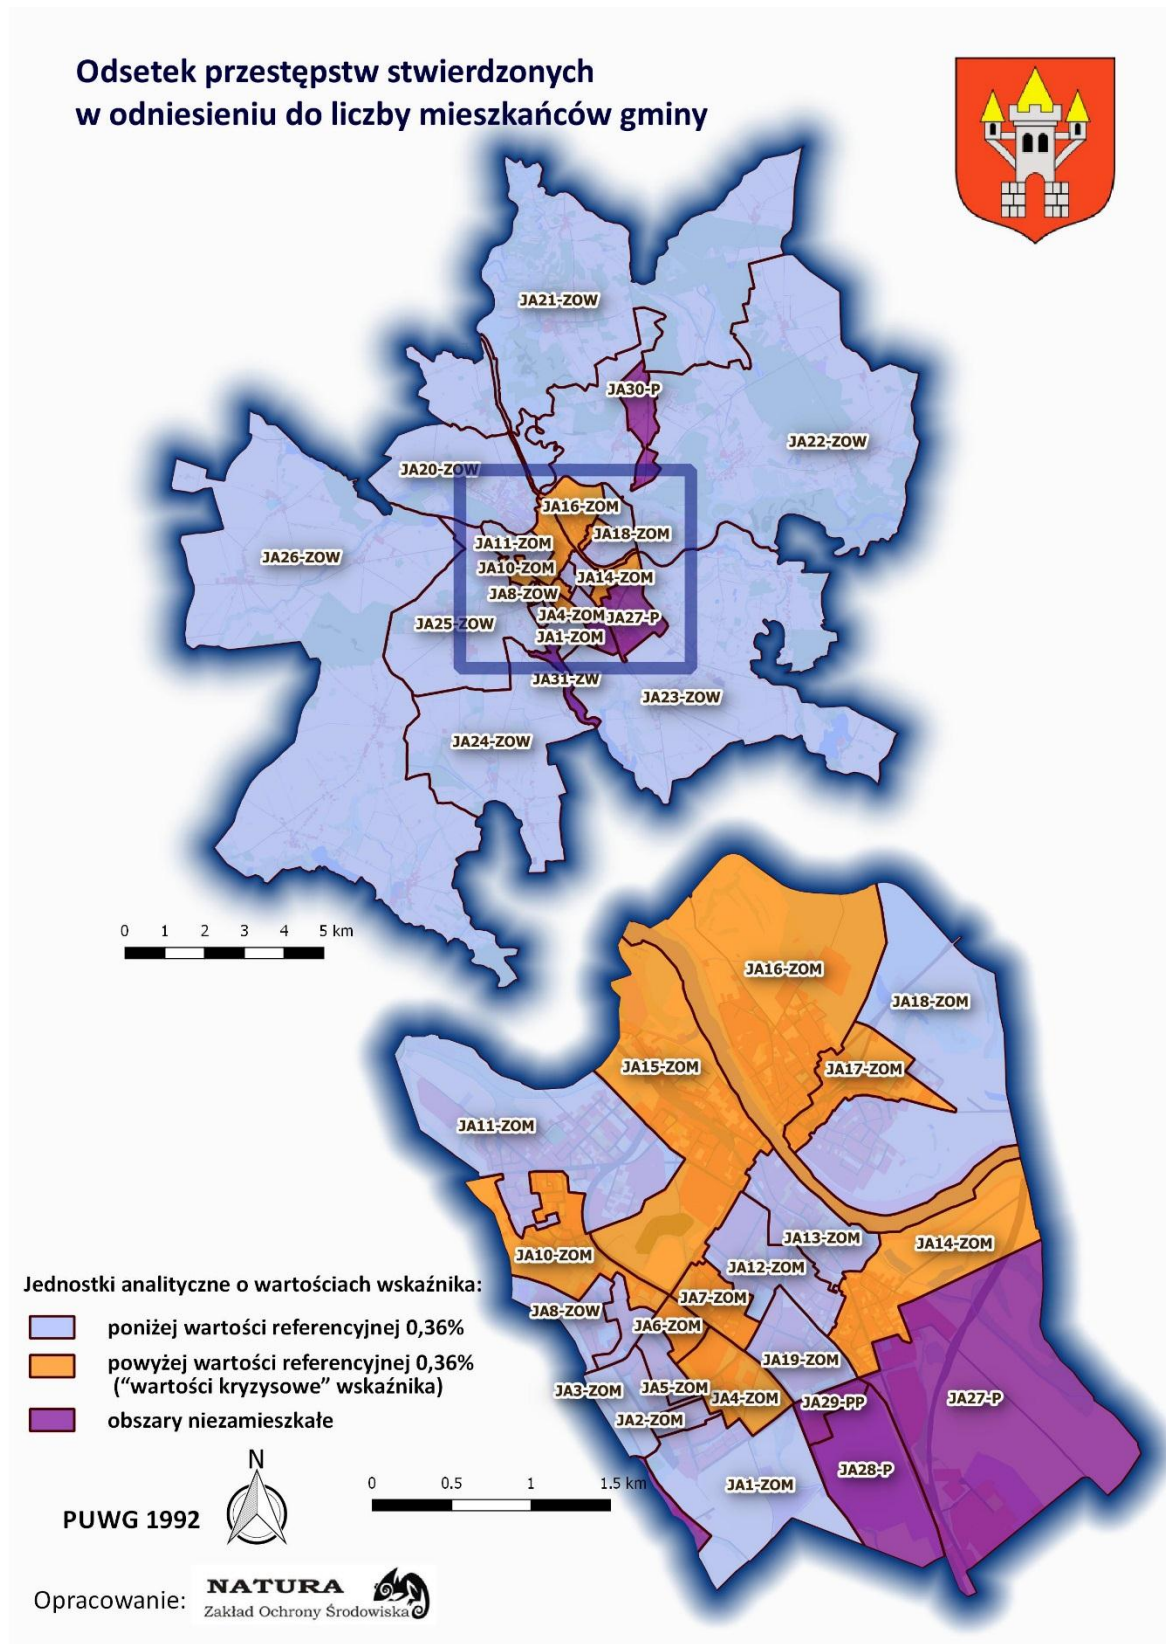 Odsetek przestępstw stwierdzonych
w odniesieniu do liczby mieszkańców gminy
JA21-ZOW
JA30-P
JA22-ZOW
JA20-ZOW
JA16-ZOM
JA18-ZOM
JA11-ZOM
JA26-ZOW
JA10-ZOM
JA14-ZOM
JA8-ZOW
JA4-ZOM
JA27-P
JA25-ZOW
JA1-ZOM
JA31-ZW
JA23-ZOW
JA24-ZOW
0 1 2 3 4 5 km
JA16-ZOM
JA18-ZOM
JA15-ZOM
JA17-ZOM
JA11-ZOM
JA13-ZOM
JA14-ZOM
JA10-ZOM
JA12-ZOM
JA7-ZOM
JA8-ZOW
JA6-ZOM
JA19-ZOM
JA3-ZOM
JA5-ZOM
JA4-ZOM
JA29-PP
JA27-P
JA2-ZOM
JA28-P
JA1-ZOM
Jednostki analityczne o wartościach wskaźnika:
poniżej wartości referencyjnej 0,36%
powyżej wartości referencyjnej 0,36%
(“wartości kryzysowe” wskaźnika)
obszary niezamieszkałe
N
0 0.5 1 1.5 km
PUWG 1992
Opracowanie:
NATURA
Zakład Ochrony Środowiska